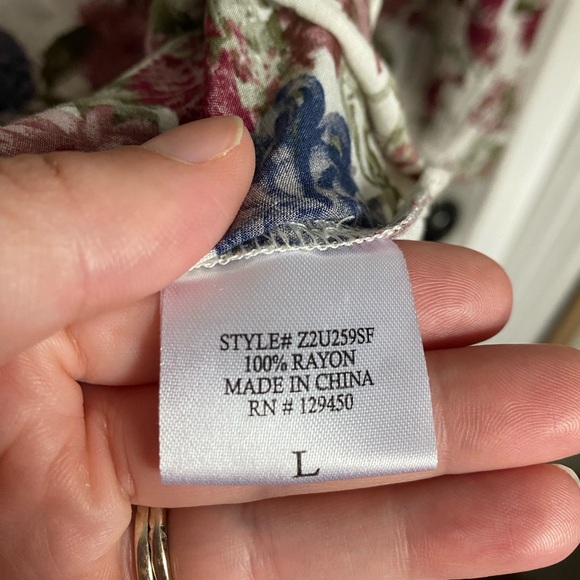 STYLE# Z2U259SF
100% RAYON
MADE IN CHINA
RN # 129450
L